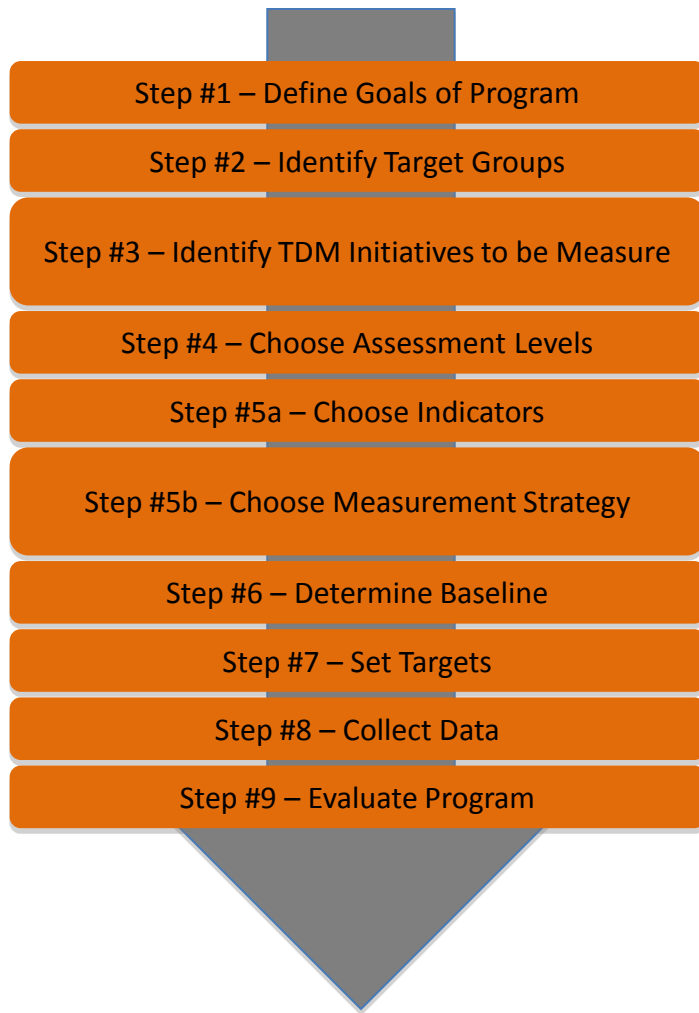 Step #1 – Define Goals of Program
Step #2 – Identify Target Groups
Step #3 – Identify TDM Initiatives to be Measure
Step #4 – Choose Assessment Levels
Step #5a – Choose Indicators
Step #5b – Choose Measurement Strategy
Step #6 – Determine Baseline
Step #7 – Set Targets
Step #8 – Collect Data
Step #9 – Evaluate Program